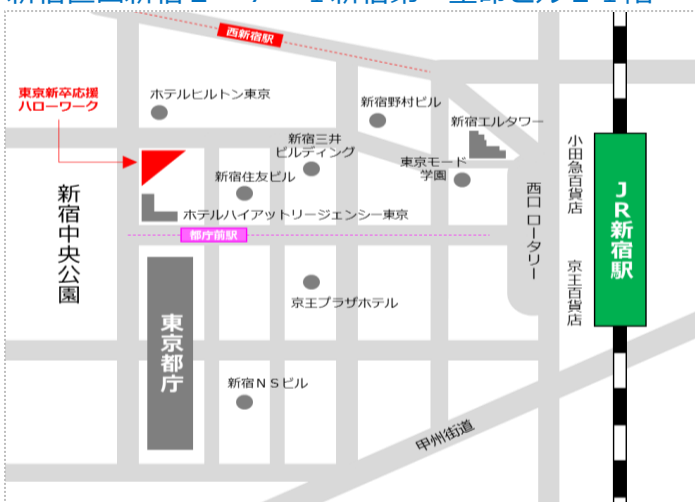 西新宿駅
東京新卒応援
ハローワーク
ホテルヒルトン東京
新宿野村ビル
新宿エルタワー
新宿三井
ビルディング
東京モード
学園
新宿住友ビル
小田急百貨店
JR新宿駅
西口 ロータリー
新宿中央公園
ホテルハイアットリージェンシー東京
都庁前駅
京王百貨店
京王プラザホテル
東京都庁
新宿NSビル
甲州街道